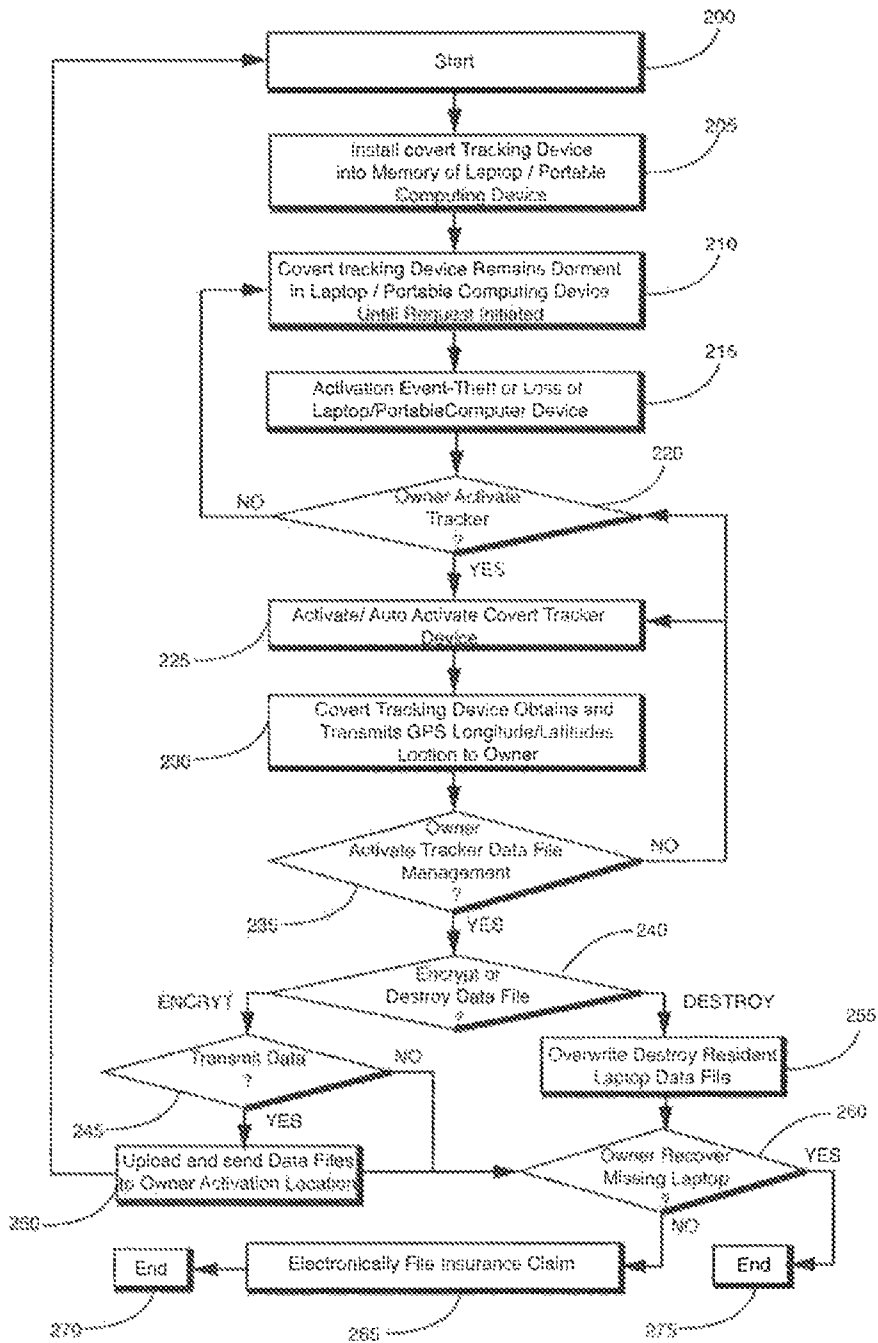 200
Start
205
Install covert Tracking Device
into Memory of Laptop / Portable
Computing Device
210
Covert tracking Device Remains Dorment
in Laptop / Portable Computing Device
Untill Request Initiated
215
Activation Event-Theft or Loss of
Laptop/PortableComputer Device
220
NO
Owner Activate
Tracker
?
YES
Activate/ Auto Activate Covert Tracker
Device
225
Covert Tracking Device Obtains and
Transmits GPS Longitude/Latitudes
Loction to Owner
230
Owner
Activate Tracker Data File
Management
?
NO
235
YES
240
Encrypt or
Destroy Data File
?
ENCRYT
DESTROY
255
Transmit Data
?
NO
Overwrite Destroy Resident
Laptop Data File
245
YES
260
Upload and send Data Files
to Owner Activation Location
250
Owner Recover
Missing Laptop
?
YES
NO
End
Electronically File Insurance Claim
End
270
265
275